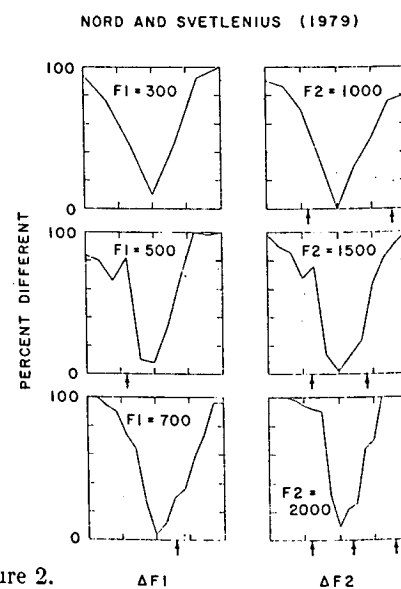 NORD AND SVETLENIUS (1979)
PERCENT DIFFERENT
100
F1 = 300
F2 = 1000
0
100
F1 = 500
F2 = 1500
0
100
F1 = 700
F2 =
2000
0
ure 2.
ΔF1
ΔF2